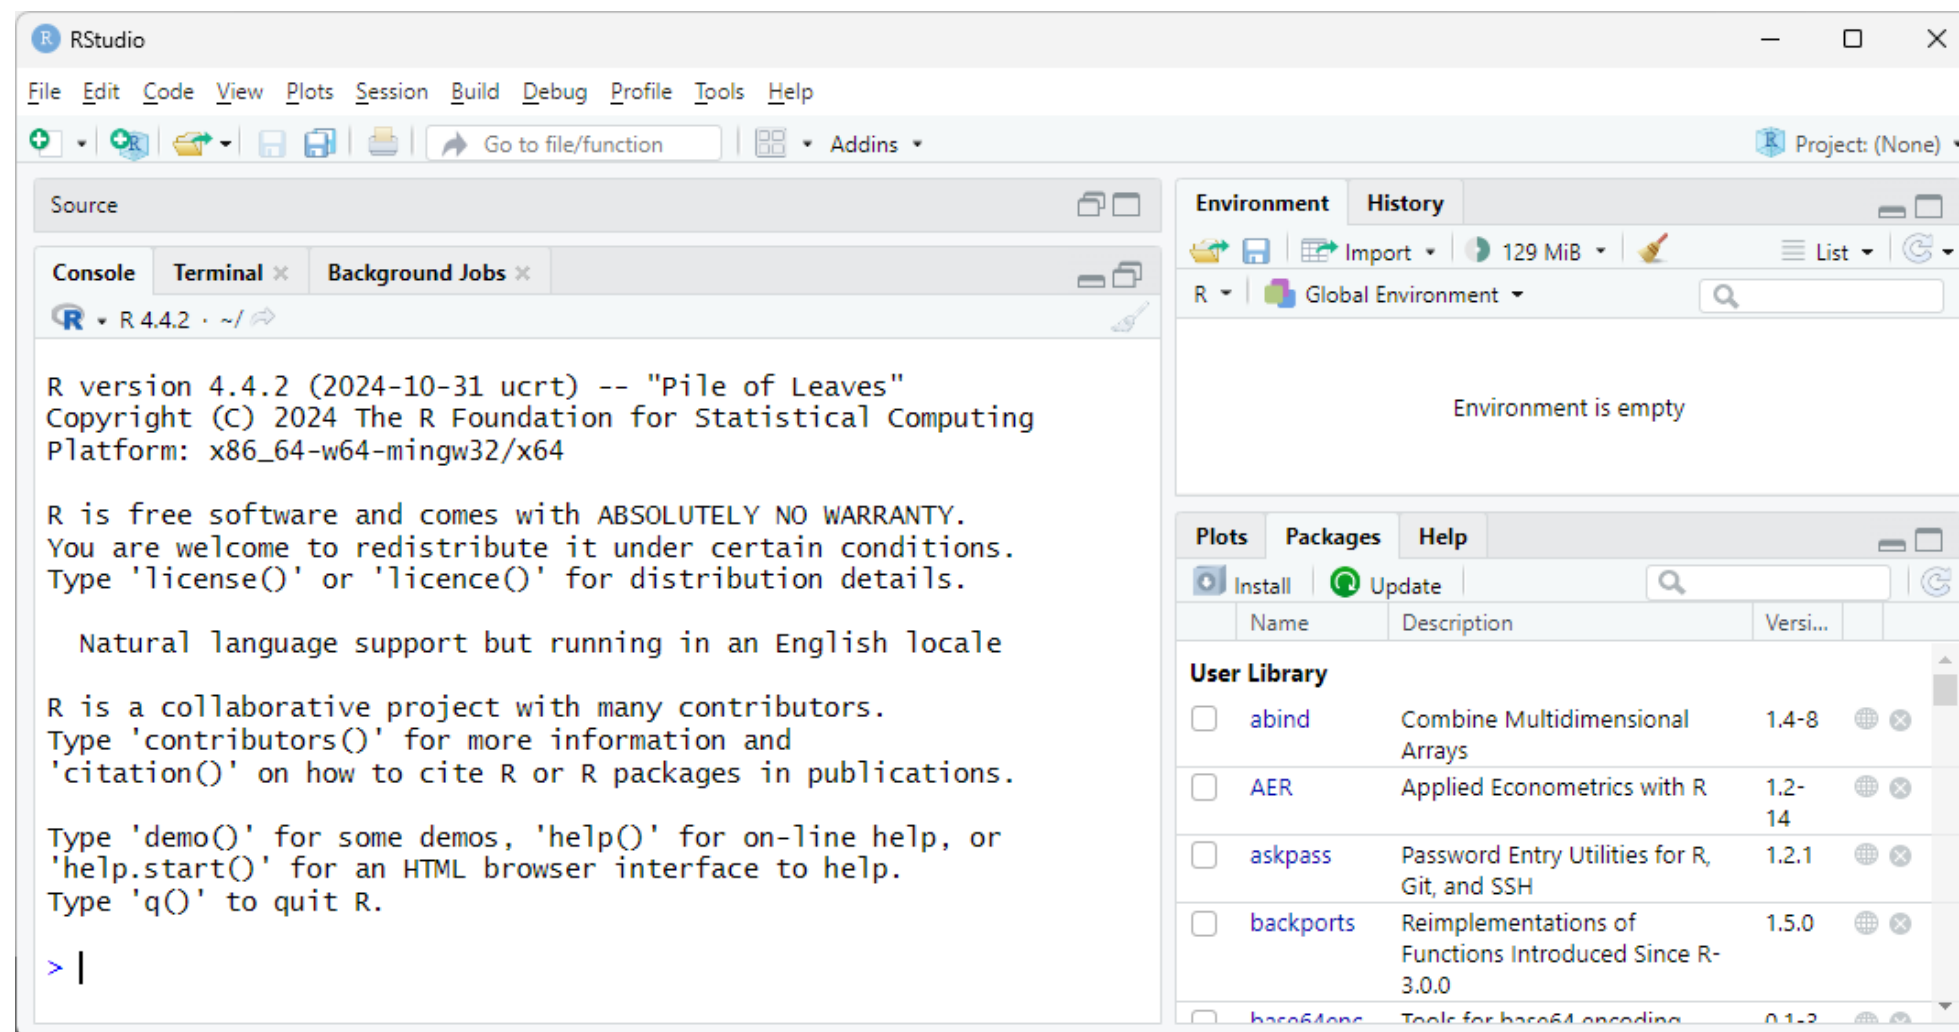 RStudio
File Edit Code View Plots Session Build Debug Profile Tools Help
Go to file/function Addins Project: (None)
Source
Console Terminal Background Jobs
R 4.4.2 · ~/
R version 4.4.2 (2024-10-31 ucrt) -- "Pile of Leaves"
Copyright (C) 2024 The R Foundation for Statistical Computing
Platform: x86_64-w64-mingw32/x64
R is free software and comes with ABSOLUTELY NO WARRANTY.
You are welcome to redistribute it under certain conditions.
Type 'license()' or 'licence()' for distribution details.
Natural language support but running in an English locale
R is a collaborative project with many contributors.
Type 'contributors()' for more information and
'citation()' on how to cite R or R packages in publications.
Type 'demo()' for some demos, 'help()' for on-line help, or
'help.start()' for an HTML browser interface to help.
Type 'q()' to quit R.
>
Environment History
Import 129 MiB List
R Global Environment
Environment is empty
Plots Packages Help
Install Update
Name Description Versi...
User Library
abind Combine Multidimensional 1.4-8
Arrays
AER Applied Econometrics with R 1.2-
14
askpass Password Entry Utilities for R, 1.2.1
Git, and SSH
backports Reimplementations of 1.5.0
Functions Introduced Since R-
3.0.0
base64enc Tools for base64 encoding 0.1-3